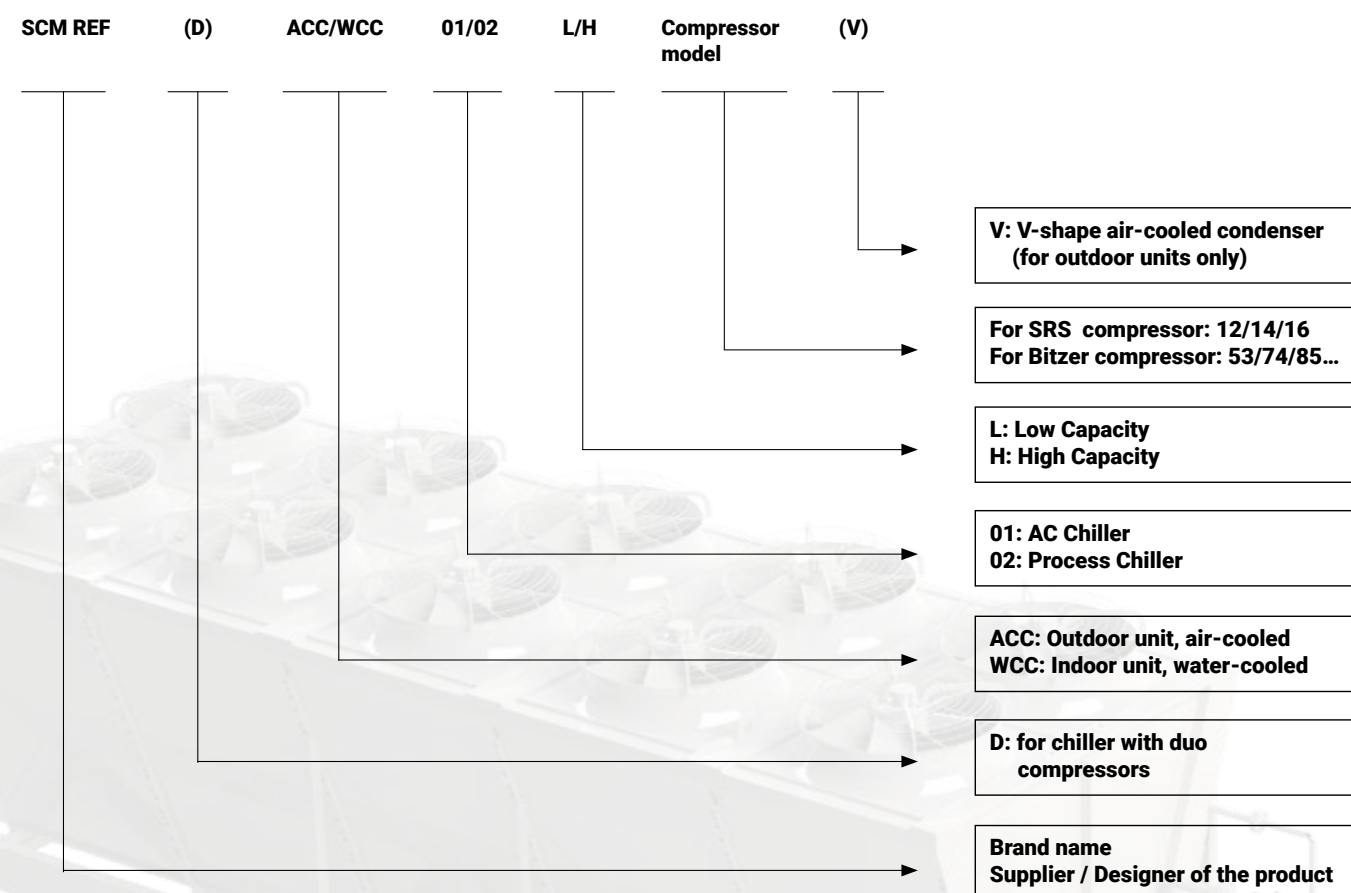 SCM REF (D) ACC/WCC 01/02 L/H Compressor (V)
model
V: V-shape air-cooled condenser
(for outdoor units only)
For SRS compressor: 12/14/16
For Bitzer compressor: 53/74/85...
L: Low Capacity
H: High Capacity
01: AC Chiller
02: Process Chiller
ACC: Outdoor unit, air-cooled
WCC: Indoor unit, water-cooled
D: for chiller with duo
compressors
Brand name
Supplier / Designer of the product